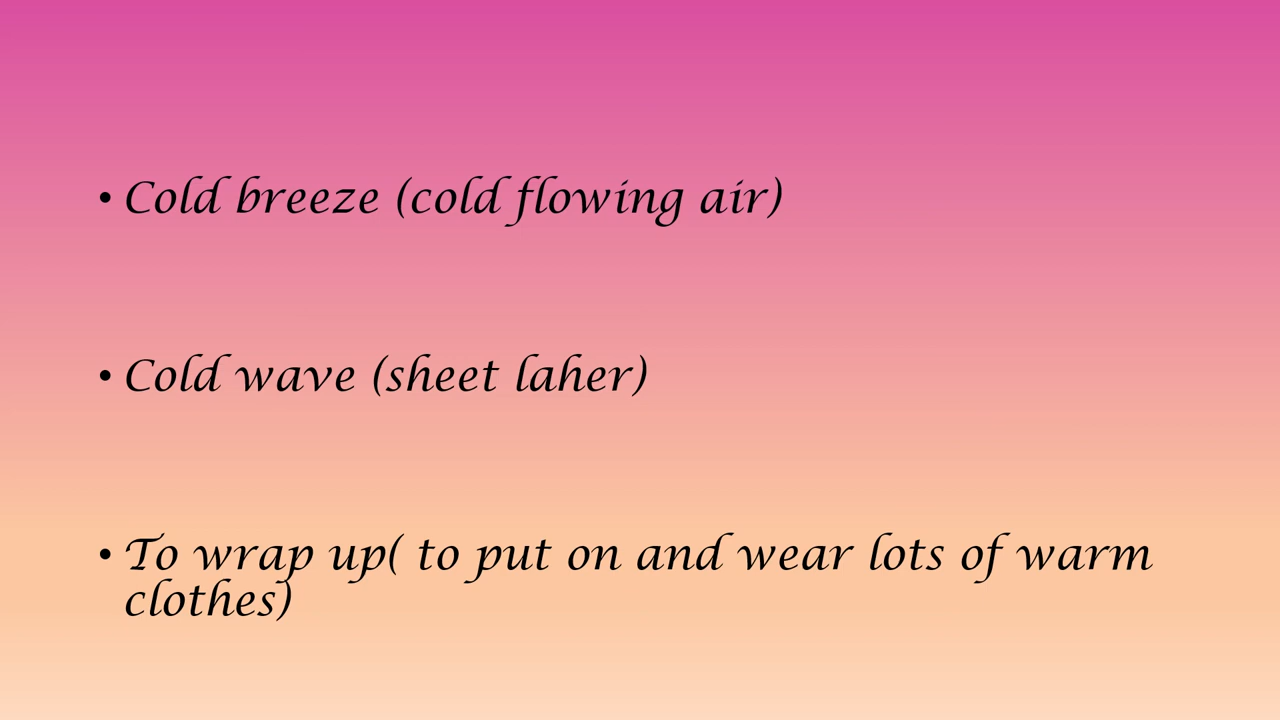 • Cold breeze (cold flowing air)
• Cold wave (sheet laher)
• To wrap up( to put on and wear lots of warm
clothes)